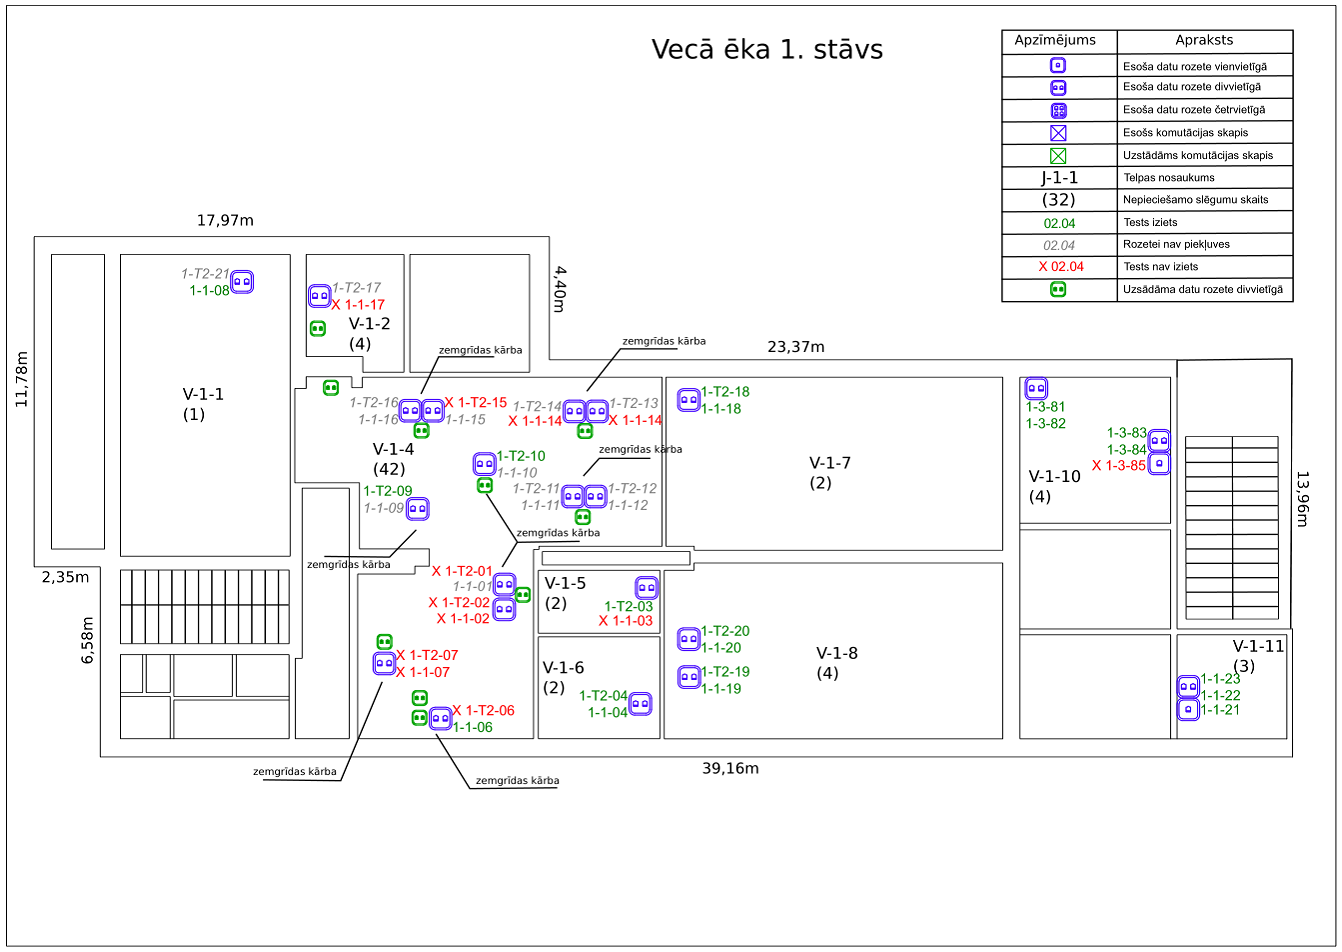 Vecā ēka 1. stāvs
Apzīmējums Apraksts
Esoša datu rozete vienvietīgā
Esoša datu rozete divvietīgā
Esoša datu rozete četrvietīgā
Esošs komutācijas skapis
Uzstādāms komutācijas skapis
J-1-1 Telpas nosaukums
(32) Nepieciešamo slēgumu skaits
02.04 Tests iziets
02.04 Rozetei nav piekļuves
X 02.04 Tests nav iziets
Uzsādāma datu rozete divvietīgā
17,97m
4,40m
23,37m
11,78m
2,35m
6,58m
13,96m
39,16m
1-T2-21
1-1-08
V-1-1
(1)
1-T2-17
X 1-1-17
V-1-2
(4)
zemgrīdas kārba
zemgrīdas kārba
1-T2-16
1-1-16
X 1-T2-15
1-1-15
1-T2-14
X 1-1-14
1-T2-13
X 1-1-14
V-1-4
(42)
zemgrīdas kārba
1-T2-10
1-1-10
1-T2-09
1-1-09
1-T2-11
1-1-11
1-T2-12
1-1-12
zemgrīdas kārba
zemgrīdas kārba
X 1-T2-01
1-1-01
X 1-T2-02
X 1-1-02
X 1-T2-07
X 1-1-07
X 1-T2-06
1-1-06
zemgrīdas kārba
zemgrīdas kārba
V-1-5
(2)
1-T2-03
X 1-1-03
V-1-6
(2)
1-T2-04
1-1-04
1-T2-18
1-1-18
V-1-7
(2)
1-T2-20
1-1-20
1-T2-19
1-1-19
V-1-8
(4)
1-3-81
1-3-82
1-3-83
1-3-84
X 1-3-85
V-1-10
(4)
V-1-11
(3)
1-1-23
1-1-22
1-1-21